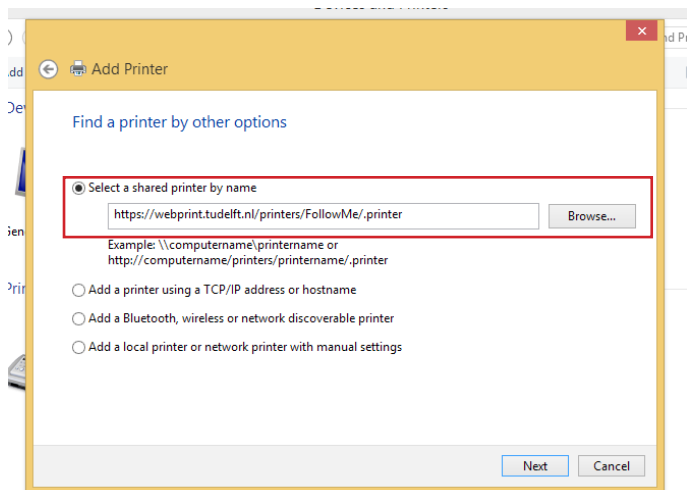 Add Printer
Find a printer by other options
Select a shared printer by name
https://webprint.tudelft.nl/printers/FollowMe/.printer
Browse...
Example: \\computername\printername or
http://computername/printers/printername/.printer
Add a printer using a TCP/IP address or hostname
Add a Bluetooth, wireless or network discoverable printer
Add a local printer or network printer with manual settings
Next Cancel